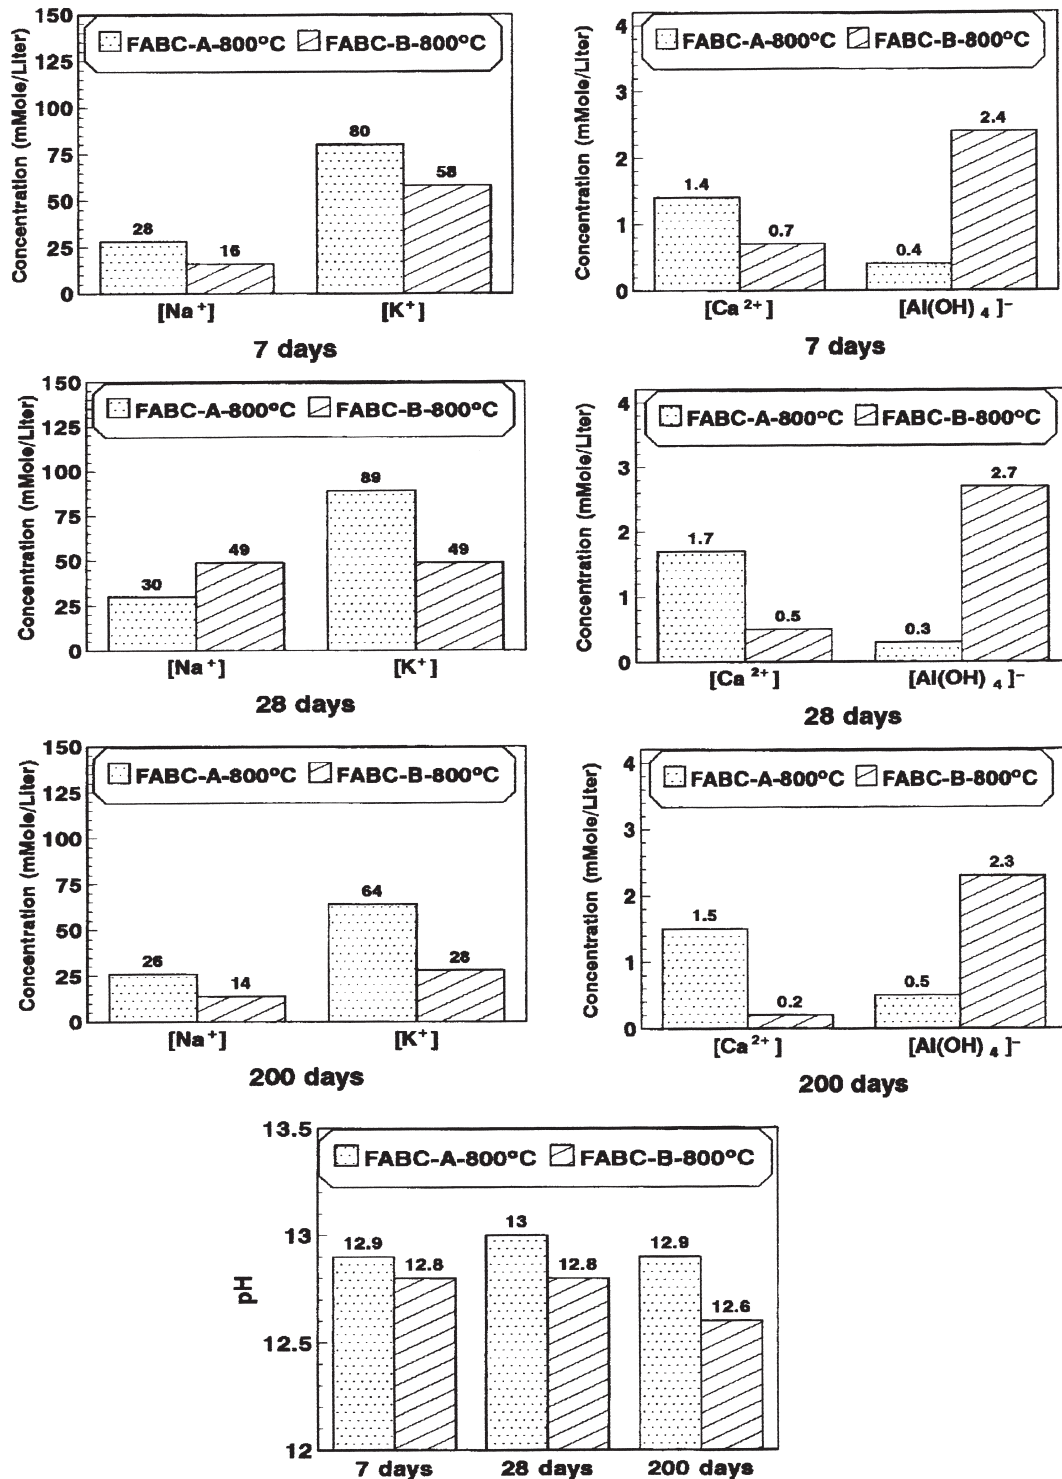 Concentration (mMole/Liter)
150
125
100
75
50
25
0
FABC-A-800°C FABC-B-800°C
28
16
80
58
[Na⁺] [K⁺]
7 days
Concentration (mMole/Liter)
4
3
2
1
0
FABC-A-800°C FABC-B-800°C
1.4
0.7
0.4
2.4
[Ca²⁺] [Al(OH)₄]⁻
7 days
Concentration (mMole/Liter)
150
125
100
75
50
25
0
FABC-A-800°C FABC-B-800°C
30
49
89
49
[Na⁺] [K⁺]
28 days
Concentration (mMole/Liter)
4
3
2
1
0
FABC-A-800°C FABC-B-800°C
1.7
0.5
0.3
2.7
[Ca²⁺] [Al(OH)₄]⁻
28 days
Concentration (mMole/Liter)
150
125
100
75
50
25
0
FABC-A-800°C FABC-B-800°C
26
14
64
28
[Na⁺] [K⁺]
200 days
Concentration (mMole/Liter)
4
3
2
1
0
FABC-A-800°C FABC-B-800°C
1.5
0.2
0.5
2.3
[Ca²⁺] [Al(OH)₄]⁻
200 days
pH
13.5
13
12.5
12
FABC-A-800°C FABC-B-800°C
12.9
12.8
13
12.8
12.9
12.6
7 days 28 days 200 days